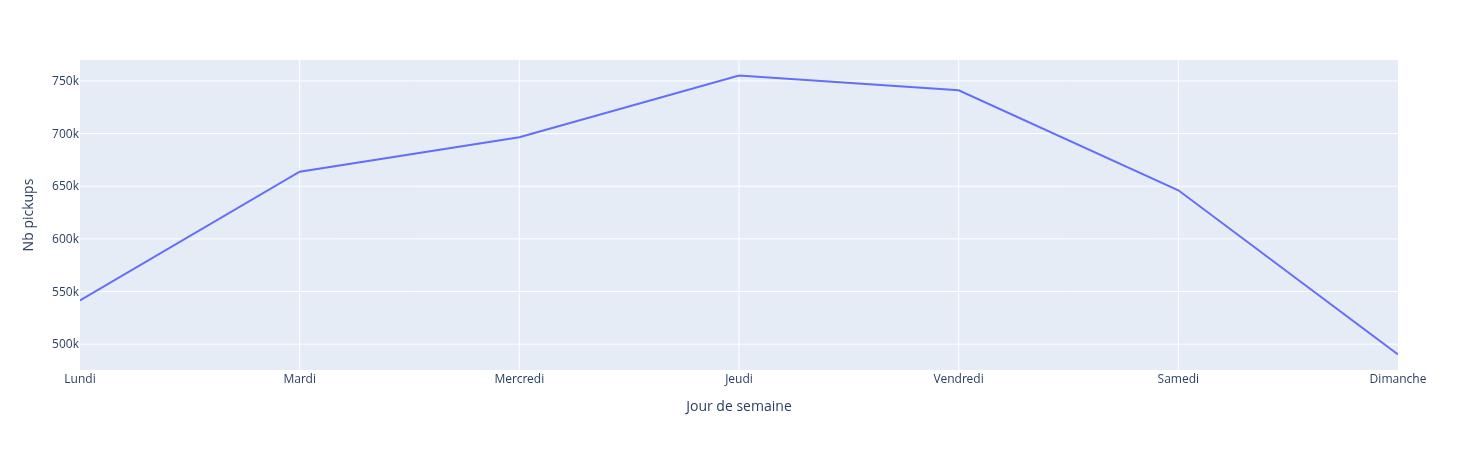 Nb pickups
750k
700k
650k
600k
550k
500k
Lundi Mardi Mercredi Jeudi Vendredi Samedi Dimanche
Jour de semaine